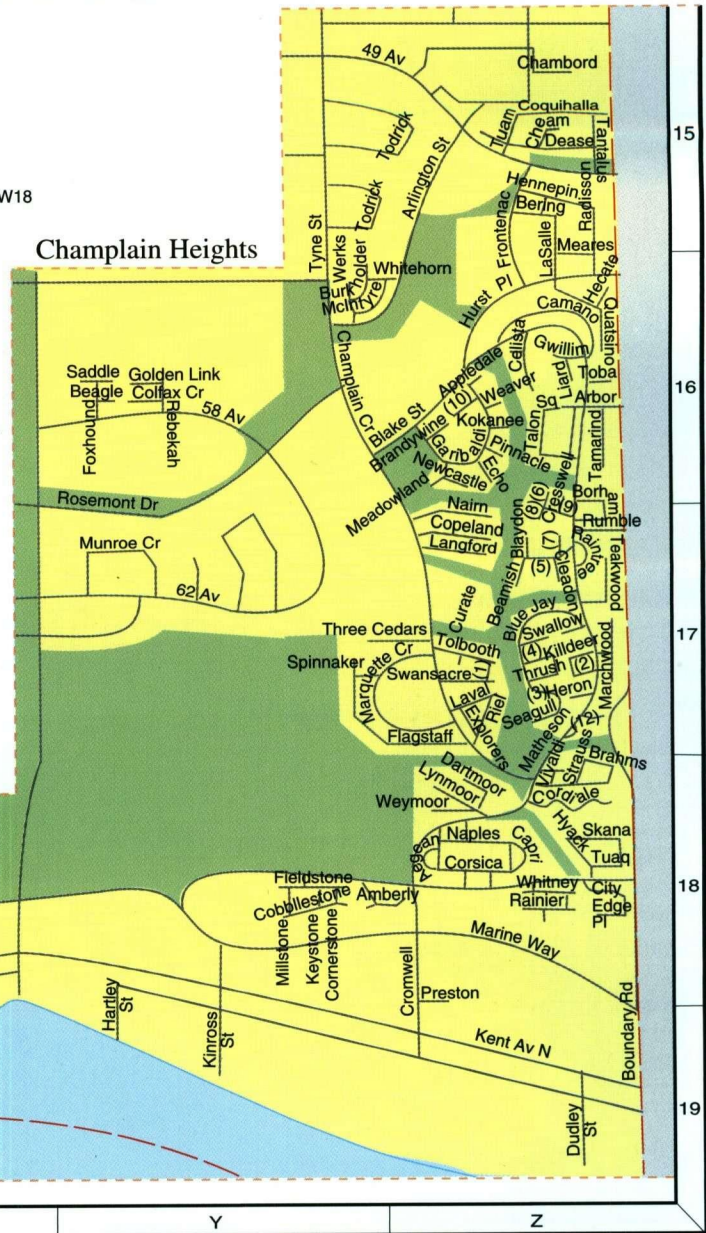 49 Av
Chambord
Coquihalla
Tuam
Cheam
Dease
Tantalus
15
Todrick
Arlington St
W18
Hennepin
Bering
Radisson
Todrick
Frontenac
LaSalle
Meares
Champlain Heights
Tyne St
Werks
holder
Whitehorn
Burk
McIntyre
Hurst Pl
Hecate
Camano
Quatsino
Champlain Cr
Celista
Gwillim
Liard
Toba
Saddle
Golden Link
Beagle
Colfax Cr
58 Av
Foxhound
Rebekah
Appledale
Weaver
16
Blake St
Brandywine
(10)
Kokanee
Sq
Arbor
Talon
Tamarind
Garibaldi
Pinnacle
Echo
Newcastle
Cresswell
Meadowland
Rosemont Dr
(8)
(6)
(9)
Borham
Nairn
Copeland
Rumble
Langford
Blaydon
(7)
Raintree
Teakwood
Munroe Cr
(5)
Cleadon
Beamish
62 Av
Curate
Blue Jay
Swallow
Three Cedars
Tolbooth
(4)
Killdeer
Marchwood
17
Spinnaker
Marquette Cr
Swansacre
(1)
Thrush
(2)
Laval
Riel
(3)
Heron
Seagull
Explorers
Flagstaff
Matheson
(12)
Vivaldi
Strauss
Brahms
Dartmoor
Lynmoor
Weymoor
Cordiale
Hyack
Skana
Naples
Capri
Aegean
Corsica
Tuaq
Fieldstone
Whitney
City
18
Cobbllestone
Amberly
Rainier
Edge
Pl
Millstone
Keystone
Cornerstone
Marine Way
Cromwell
Preston
Hartley
St
Kinross
St
Kent Av N
Boundary Rd
Dudley
St
19
Y
Z